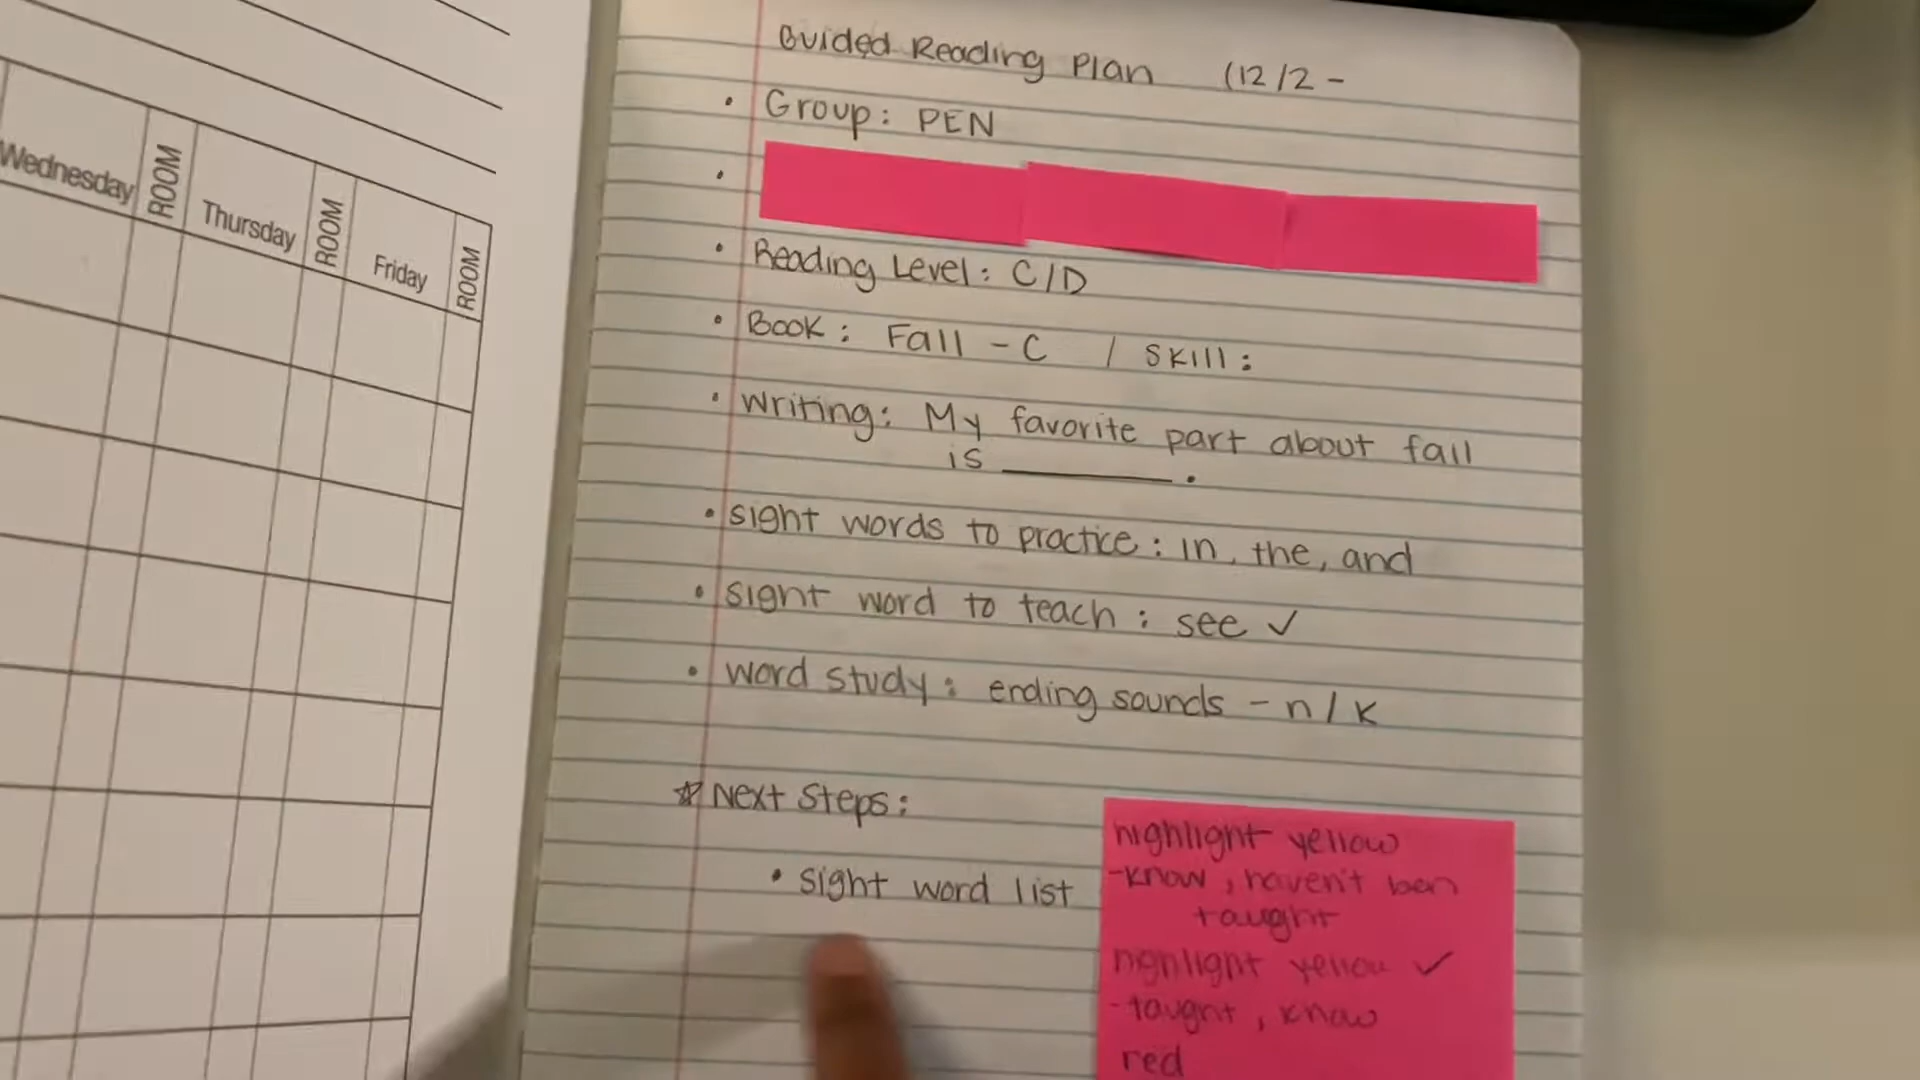 Wednesday
ROOM
Thursday
ROOM
Friday
ROOM
Guided Reading Plan (12/2 -
• Group: PEN
•
• Reading Level: C/D
• Book: Fall - C / Skill:
• Writing: My favorite part about fall
is ________.
• sight words to practice: in, the, and
• sight word to teach: see ✓
• word study: ending sounds - n/k
☆ Next Steps:
• sight word list
highlight yellow
-know, haven't ben
taught
highlight yellow ✓
-taught, know
red